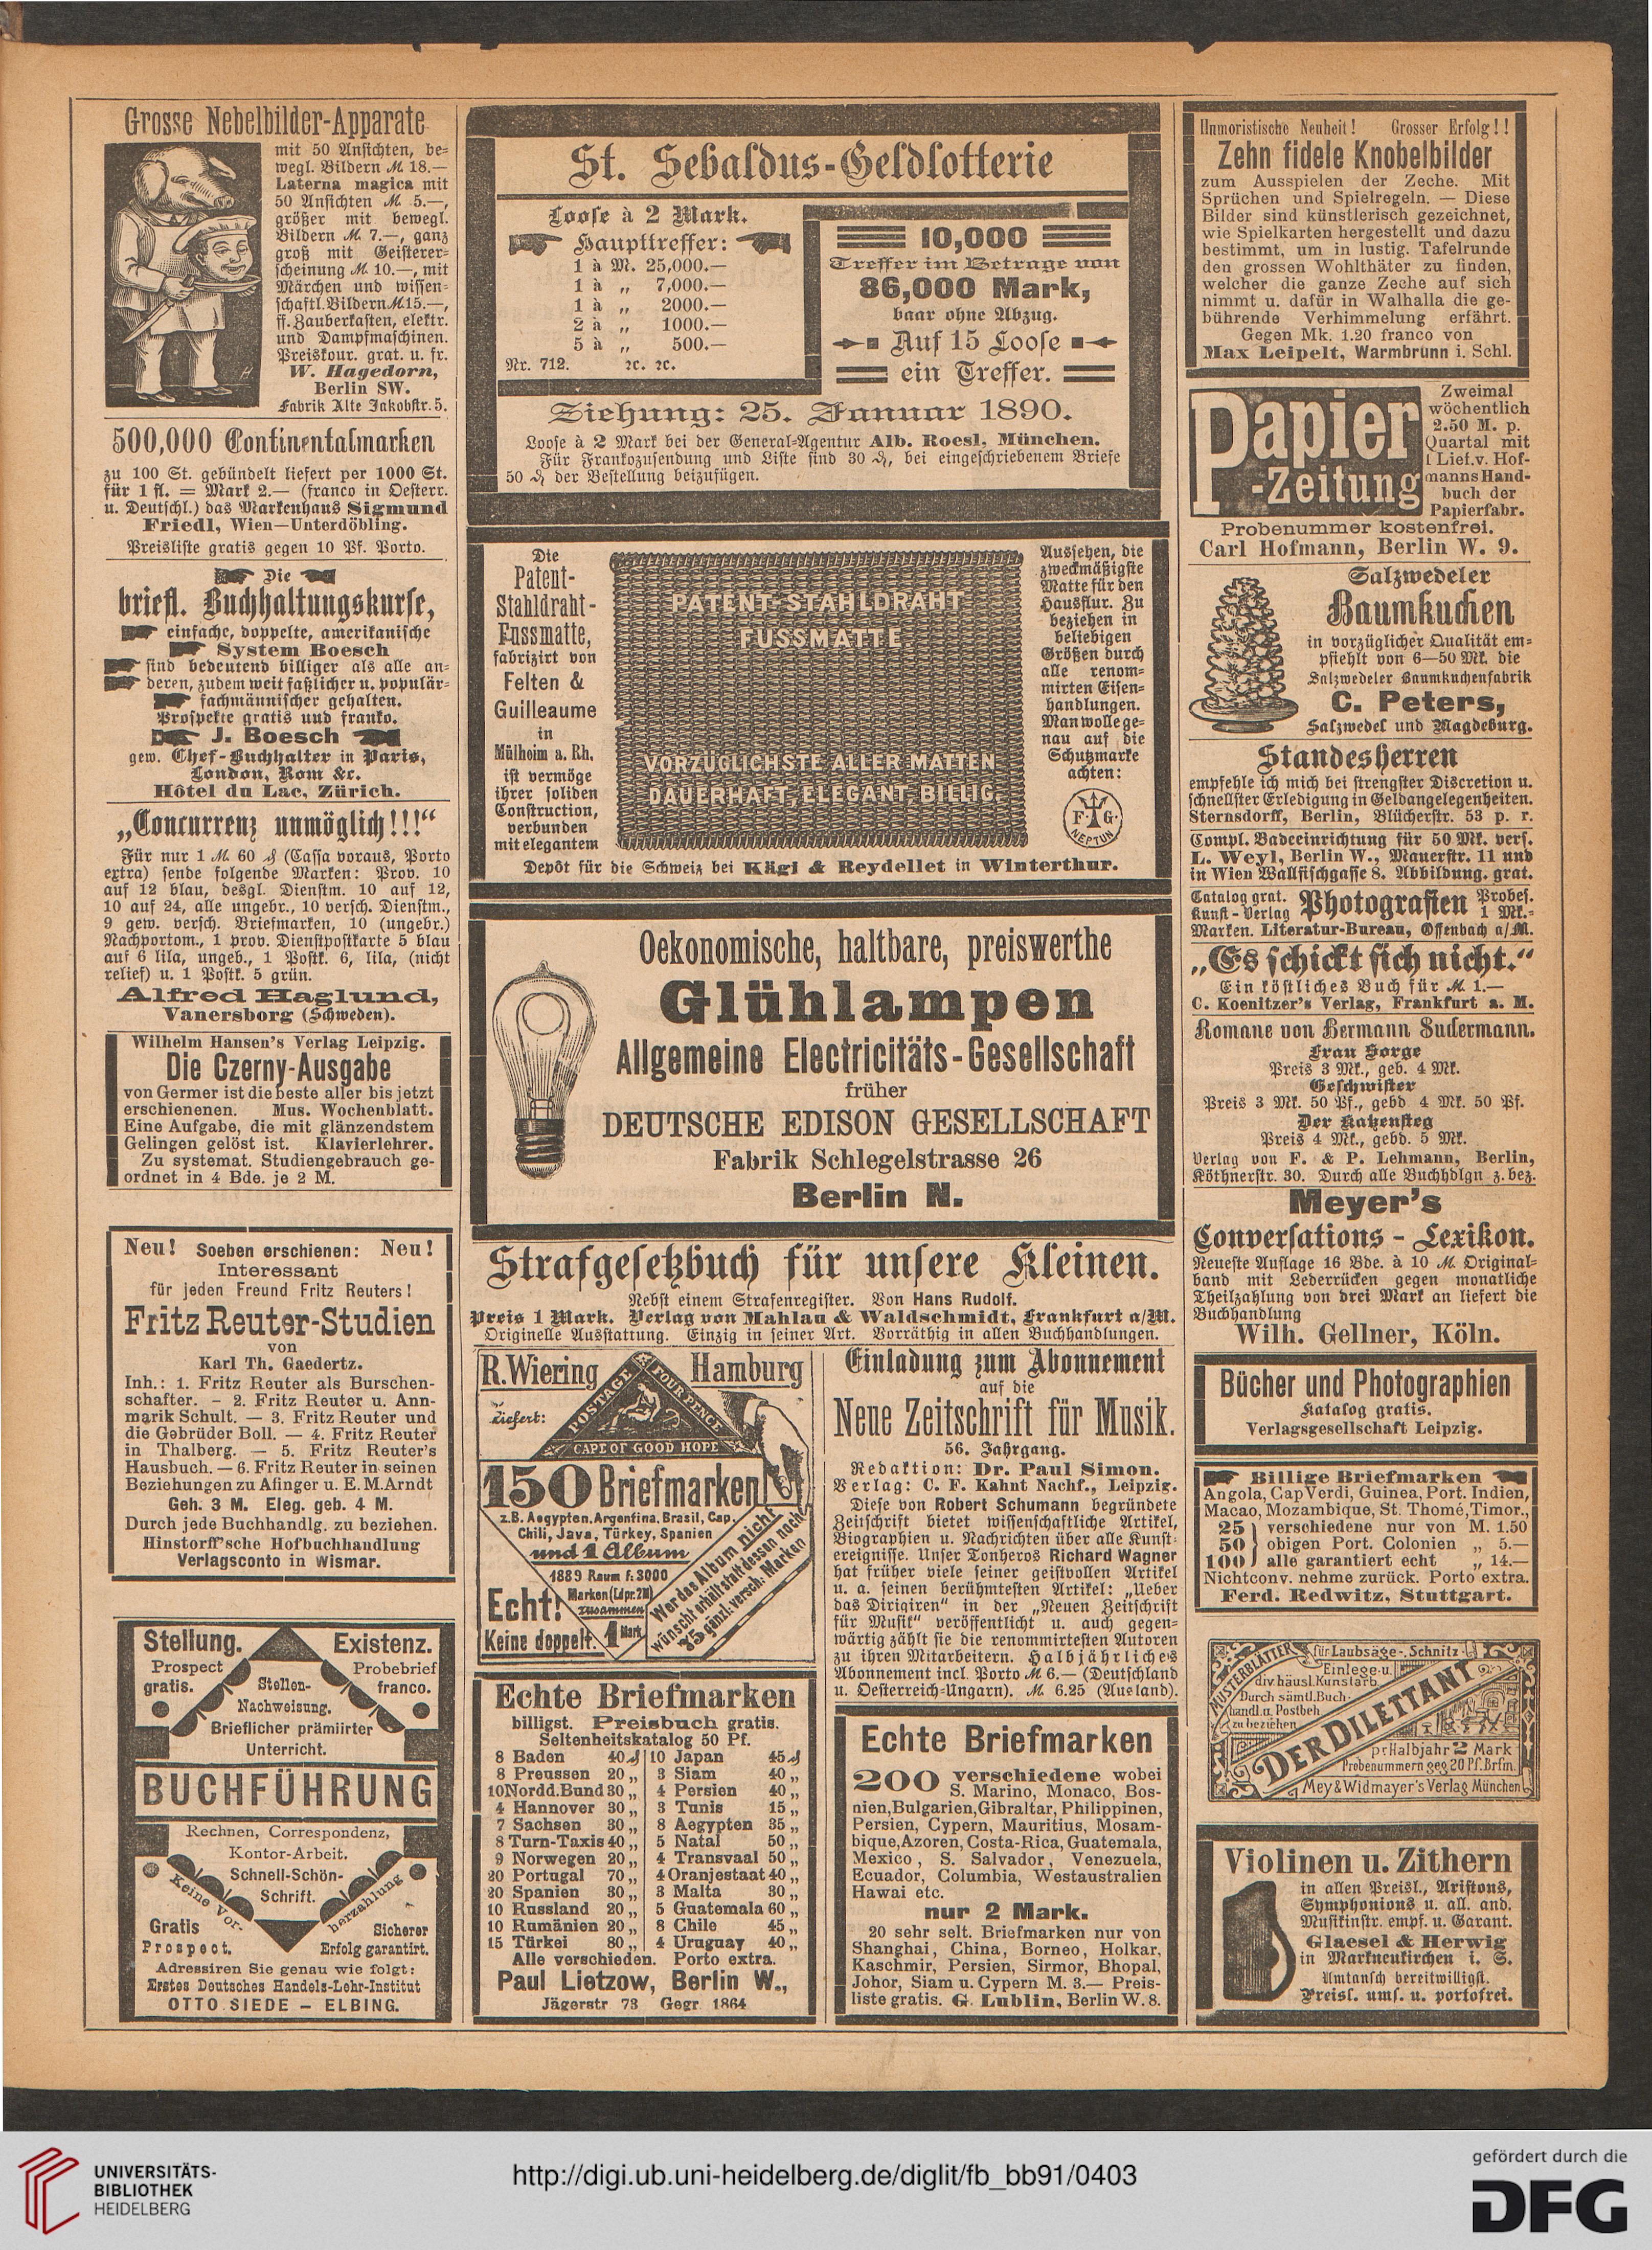 Grosse Nebelbilder-Apparate
mit 50 Ansichten, be-
wegl. Bildern M. 18.—
Laterna magica mit
50 Ansichten M. 5.—,
größer mit bewegl.
Bildern M. 7.—, ganz
groß mit Geisterer-
scheinung M. 10.—, mit
Märchen und wissen-
schaftl. Bildern M. 15.—,
ff. Zauberkasten, elektr.
und Dampfmaschinen.
Preiskour. grat. u. fr.
W. Hagedorn,
Berlin SW.
Fabrik Alte Jakobstr. 5.
500,000 Continentalmarken
zu 100 St. gebündelt liefert per 1000 St.
für 1 fl. = Mark 2.— (franco in Oesterr.
u. Deutschl.) das Markenhaus Sigmund
Friedl, Wien—Unterdöbling.
Preisliste gratis gegen 10 Pf. Porto.
Die
briefl. Buchhaltungskurse,
einfache, doppelte, amerikanische
System Boesch
sind bedeutend billiger als alle an-
deren, zudem weit faßlicher u. populär-
fachmännischer gehalten.
Prospekte gratis und franko.
J. Boesch
gew. Chef-Buchhalter in Paris,
London, Rom &c.
Hôtel du Lac, Zürich.
„Concurrenz unmöglich!!!“
Für nur 1 M. 60 ₰ (Cassa voraus, Porto
extra) sende folgende Marken: Prov. 10
auf 12 blau, desgl. Dienstm. 10 auf 12,
10 auf 24, alle ungebr., 10 versch. Dienstm.,
9 gew. versch. Briefmarken, 10 (ungebr.)
Nachportom., 1 prov. Dienstpostkarte 5 blau
auf 6 lila, ungeb., 1 Postk. 6, lila, (nicht
relief) u. 1 Postk. 5 grün.
Alfred Haglund,
Vanersborg (Schweden).
Wilhelm Hansen's Verlag Leipzig.
Die Czerny-Ausgabe
von Germer ist die beste aller bis jetzt
erschienenen. Mus. Wochenblatt.
Eine Aufgabe, die mit glänzendstem
Gelingen gelöst ist. Klavierlehrer.
Zu systemat. Studiengebrauch ge-
ordnet in 4 Bde. je 2 M.
Neu! Soeben erschienen: Neu!
Interessant
für jeden Freund Fritz Reuters!
Fritz Reuter-Studien
von
Karl Th. Gaedertz.
Inh.: 1. Fritz Reuter als Burschen-
schafter. - 2. Fritz Reuter u. Ann-
marik Schult. — 3. Fritz Reuter und
die Gebrüder Boll. — 4. Fritz Reuter
in Thalberg. — 5. Fritz Reuter's
Hausbuch. — 6. Fritz Reuter in seinen
Beziehungen zu Afinger u. E. M. Arndt
Geh. 3 M. Eleg. geb. 4 M.
Durch jede Buchhandlg. zu beziehen.
Hinstorff'sche Hofbuchhandlung
Verlagsconto in Wismar.
Stellung. Existenz.
Prospect gratis.
Probebrief franco.
Stellen-
Nachweisung.
Brieflicher prämiirter
Unterricht.
BUCHFÜHRUNG
Rechnen, Correspondenz,
Kontor-Arbeit.
Schnell-Schön-
Schrift.
Keine Vor-
herzahlung
Gratis
Prospect.
Sicherer
Erfolg garantirt.
Adressiren Sie genau wie folgt:
Erstes Deutsches Handels-Lehr-Institut
OTTO SIEDE – ELBING.
St. Sebaldus-Geldlotterie
Loose à 2 Mark.
Haupttreffer:
1 à M. 25,000.—
1 à „ 7,000.—
1 à „ 2000.—
2 à „ 1000.—
5 à „ 500.—
Nr. 712. ꝛc. ꝛc.
10,000
Treffer im Betrage von
86,000 Mark,
baar ohne Abzug.
Auf 15 Loose
ein Treffer.
Ziehung: 25. Januar 1890.
Loose à 2 Mark bei der General-Agentur Alb. Roesl, München.
Für Frankozusendung und Liste sind 30 ₰, bei eingeschriebenem Briefe
50 ₰ der Bestellung beizufügen.
Die
Patent-
Stahldraht-
Fussmatte,
fabrizirt von
Felten &
Guilleaume
in
Mülheim a. Rh.
ist vermöge
ihrer soliden
Construction,
verbunden
mit elegantem
PATENT-STAHLDRAHT
FUSSMATTE.
VORZÜGLICHSTE ALLER MATTEN
DAUERHAFT, ELEGANT, BILLIG.
Aussehen, die
zweckmäßigste
Matte für den
Hausflur. Zu
beziehen in
beliebigen
Größen durch
alle renom-
mirten Eisen-
handlungen.
Man wolle ge-
nau auf die
Schutzmarke
achten:
F. G.
NEPTUN
Depôt für die Schweiz bei Kägi & Reydellet in Winterthur.
Oekonomische, haltbare, preiswerthe
Glühlampen
Allgemeine Electricitäts-Gesellschaft
früher
DEUTSCHE EDISON GESELLSCHAFT
Fabrik Schlegelstrasse 26
Berlin N.
Strafgesetzbuch für unsere Kleinen.
Nebst einem Strafenregister. Von Hans Rudolf.
Preis 1 Mark. Verlag von Mahlau & Waldschmidt, Frankfurt a/M.
Originelle Ausstattung. Einzig in seiner Art. Vorräthig in allen Buchhandlungen.
R. Wiering Hamburg
liefert:
POSTAGE FOUR PENCE
CAPE OF GOOD HOPE
150 Briefmarken
z. B. Aegypten, Argentina, Brasil, Cap,
Chili, Java, Türkey, Spanien
und 1 Album
1889 Raum f. 3000
Marken (Ldpr. 2M)
zusammen
1 Mark
Echt!
Keine doppelt.
Wer das Album nicht
wünscht erhält statt dessen noch
75 gänzl. versch. Marken
Echte Briefmarken
billigst. Preisbuch gratis.
Seltenheitskatalog 50 Pf.
8 Baden 40 ₰ | 10 Japan 45 ₰
8 Preussen 20 „ | 3 Siam 40 „
10 Nordd. Bund 30 „ | 4 Persien 40 „
4 Hannover 30 „ | 3 Tunis 15 „
7 Sachsen 30 „ | 8 Aegypten 35 „
8 Turn-Taxis 40 „ | 5 Natal 50 „
9 Norwegen 20 „ | 4 Transvaal 50 „
20 Portugal 70 „ | 4 Oranjestaat 40 „
20 Spanien 30 „ | 3 Malta 30 „
10 Russland 20 „ | 5 Guatemala 60 „
10 Rumänien 20 „ | 8 Chile 45 „
15 Türkei 80 „ | 4 Uruguay 40 „
Alle verschieden. Porto extra.
Paul Lietzow, Berlin W.,
Jägerstr 73 Gegr 1864
Einladung zum Abonnement
auf die
Neue Zeitschrift für Musik.
56. Jahrgang.
Redaktion: Dr. Paul Simon.
Verlag: C. F. Kahnt Nachf., Leipzig.
Diese von Robert Schumann begründete
Zeitschrift bietet wissenschaftliche Artikel,
Biographien u. Nachrichten über alle Kunst-
ereignisse. Unser Tonheros Richard Wagner
hat früher viele seiner geistvollen Artikel
u. a. seinen berühmtesten Artikel: „Ueber
das Dirigiren“ in der „Neuen Zeitschrift
für Musik“ veröffentlicht u. auch gegen-
wärtig zählt sie die renommirtesten Autoren
zu ihren Mitarbeitern. Halbjährliches
Abonnement incl. Porto M. 6.— (Deutschland
u. Oesterreich-Ungarn). M. 6.25 (Ausland).
Echte Briefmarken
200 verschiedene wobei
S. Marino, Monaco, Bos-
nien, Bulgarien, Gibraltar, Philippinen,
Persien, Cypern, Mauritius, Mosam-
bique, Azoren, Costa-Rica, Guatemala,
Mexico, S. Salvador, Venezuela,
Ecuador, Columbia, Westaustralien
Hawai etc.
nur 2 Mark.
20 sehr selt. Briefmarken nur von
Shanghai, China, Borneo, Holkar,
Kaschmir, Persien, Sirmor, Bhopal,
Johor, Siam u. Cypern M. 3.— Preis-
liste gratis. G. Lublin, Berlin W. 8.
Humoristische Neuheit! Grosser Erfolg!!
Zehn fidele Knobelbilder
zum Ausspielen der Zeche. Mit
Sprüchen und Spielregeln. — Diese
Bilder sind künstlerisch gezeichnet,
wie Spielkarten hergestellt und dazu
bestimmt, um in lustig. Tafelrunde
den grossen Wohlthäter zu finden,
welcher die ganze Zeche auf sich
nimmt u. dafür in Walhalla die ge-
bührende Verhimmelung erfährt.
Gegen Mk. 1.20 franco von
Max Leipelt, Warmbrunn i. Schl.
Papier
-Zeitung
Zweimal
wöchentlich
2.50 M. p.
Quartal mit
1 Lief. v. Hof-
manns Hand-
buch der
Papierfabr.
Probenummer kostenfrei.
Carl Hofmann, Berlin W. 9.
Salzwedeler
Baumkuchen
in vorzüglicher Qualität em-
pfiehlt von 6—50 Mk. die
Salzwedeler Baumkuchenfabrik
C. Peters,
Salzwedel und Magdeburg.
Standesherren
empfehle ich mich bei strengster Discretion u.
schnellster Erledigung in Geldangelegenheiten.
Sternsdorff, Berlin, Blücherstr. 53 p. r.
Compl. Badeeinrichtung für 50 Mk. vers.
L. Weyl, Berlin W., Mauerstr. 11 und
in Wien Wallfischgasse 8. Abbildung. grat.
Catalog grat. Kunst-Verlag Photografien Probes. 1 Mk.-
Marken. Literatur-Bureau, Offenbach a/M.
„Es schickt sich nicht.“
Ein köstliches Buch für M. 1.—
C. Koenitzer's Verlag, Frankfurt a. M.
Romane von Hermann Sudermann.
Frau Sorge
Preis 3 Mk., geb. 4 Mk.
Geschwister
Preis 3 Mk. 50 Pf., gebd 4 Mk. 50 Pf.
Der Katzensteg
Preis 4 Mk., gebd. 5 Mk.
Verlag von F. & P. Lehmann, Berlin,
Köthnerstr. 30. Durch alle Buchhdlgn z. bez.
Meyer's
Conversations - Lexikon.
Neueste Auflage 16 Bde. à 10 M. Original-
band mit Lederrücken gegen monatliche
Theilzahlung von drei Mark an liefert die
Buchhandlung
Wilh. Gellner, Köln.
Bücher und Photographien
Katalog gratis.
Verlagsgesellschaft Leipzig.
Billige Briefmarken
Angola, Cap Verdi, Guinea, Port. Indien,
Macao, Mozambique, St. Thomé, Timor.,
25 verschiedene nur von M. 1.50
50 obigen Port. Colonien „ 5.—
100 alle garantiert echt „ 14.—
Nichtconv. nehme zurück. Porto extra.
Ferd. Redwitz, Stuttgart.
MUSTERBLÄTTER für Laubsäge-, Schnitz-
Einlege- u.
div. häusl. Kunstarb.
Durch sämtl. Buch-
handl. u. Postbeh
zu beziehen
DER DILETTANT
pr Halbjahr 2 Mark
Probenummern geg 20 Pf. Brfm.
Mey & Widmayer's Verlag München
Violinen u. Zithern
in allen Preisl., Aristons,
Symphonions u. all. and.
Musikinstr. empf. u. Garant.
Glaesel & Herwig
in Markneukirchen i. S.
Umtausch bereitwilligst.
Preisl. ums. u. portofrei.
UNIVERSITÄTS-
BIBLIOTHEK
HEIDELBERG
http://digi.ub.uni-heidelberg.de/diglit/fb_bb91/0403
gefördert durch die
DFG